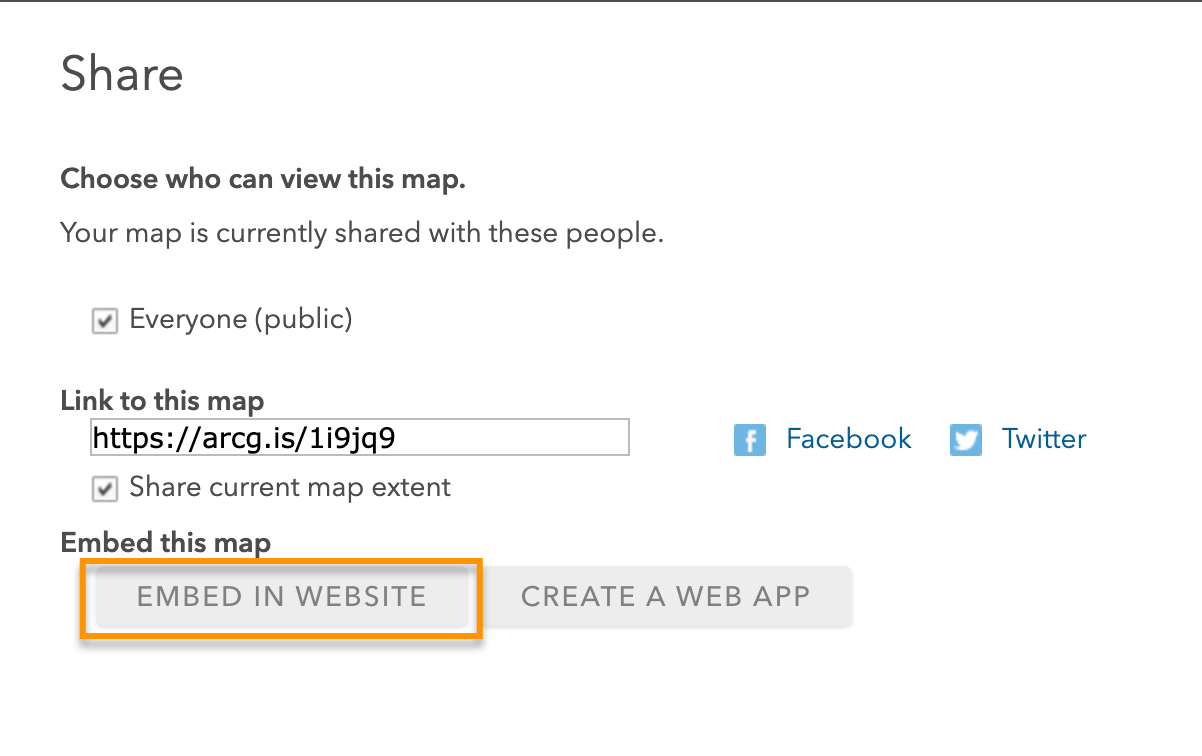 Share
Choose who can view this map.
Your map is currently shared with these people.
Everyone (public)
Link to this map
https://arcg.is/1i9jq9
Facebook
Twitter
Share current map extent
Embed this map
EMBED IN WEBSITE
CREATE A WEB APP